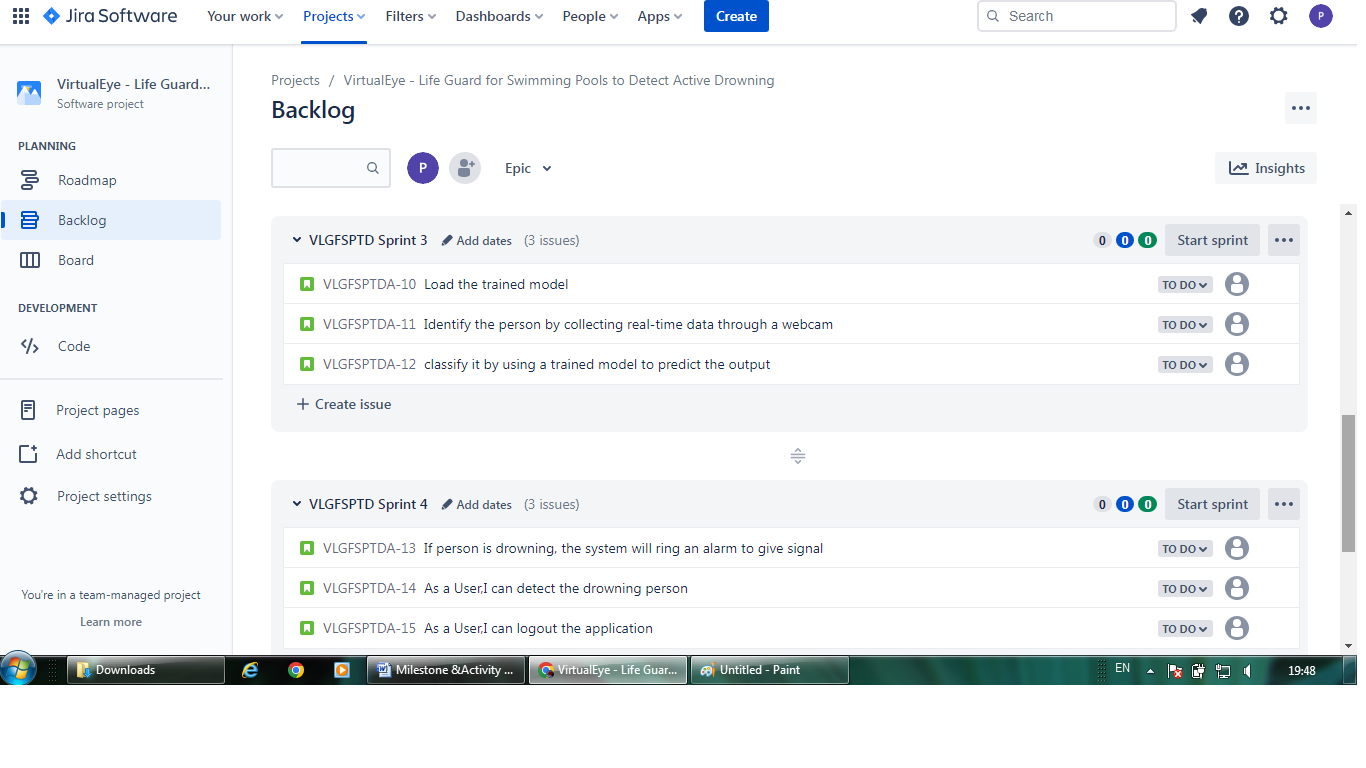 Jira Software Your work Projects Filters Dashboards People Apps Create Search P
VirtualEye - Life Guard...
Software project
PLANNING
Roadmap
Backlog
Board
DEVELOPMENT
Code
Project pages
Add shortcut
Project settings
You're in a team-managed project
Learn more
Projects / VirtualEye - Life Guard for Swimming Pools to Detect Active Drowning
Backlog
P Epic Insights
VLGFSPTD Sprint 3 Add dates (3 issues) 0 0 0 Start sprint
VLGFSPTDA-10 Load the trained model TO DO
VLGFSPTDA-11 Identify the person by collecting real-time data through a webcam TO DO
VLGFSPTDA-12 classify it by using a trained model to predict the output TO DO
+ Create issue
VLGFSPTD Sprint 4 Add dates (3 issues) 0 0 0 Start sprint
VLGFSPTDA-13 If person is drowning, the system will ring an alarm to give signal TO DO
VLGFSPTDA-14 As a User,I can detect the drowning person TO DO
VLGFSPTDA-15 As a User,I can logout the application TO DO
Downloads Milestone &Activity ... VirtualEye - Life Guar... Untitled - Paint EN 19:48